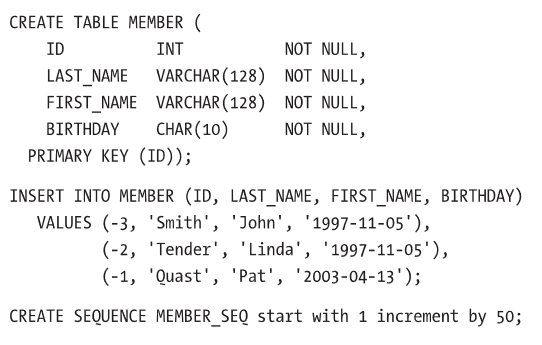 CREATE TABLE MEMBER (
    ID          INT           NOT NULL,
    LAST_NAME   VARCHAR(128)  NOT NULL,
    FIRST_NAME  VARCHAR(128)  NOT NULL,
    BIRTHDAY    CHAR(10)      NOT NULL,
  PRIMARY KEY (ID));
INSERT INTO MEMBER (ID, LAST_NAME, FIRST_NAME, BIRTHDAY)
   VALUES (-3, 'Smith', 'John', '1997-11-05'),
          (-2, 'Tender', 'Linda', '1997-11-05'),
          (-1, 'Quast', 'Pat', '2003-04-13');
CREATE SEQUENCE MEMBER_SEQ start with 1 increment by 50;